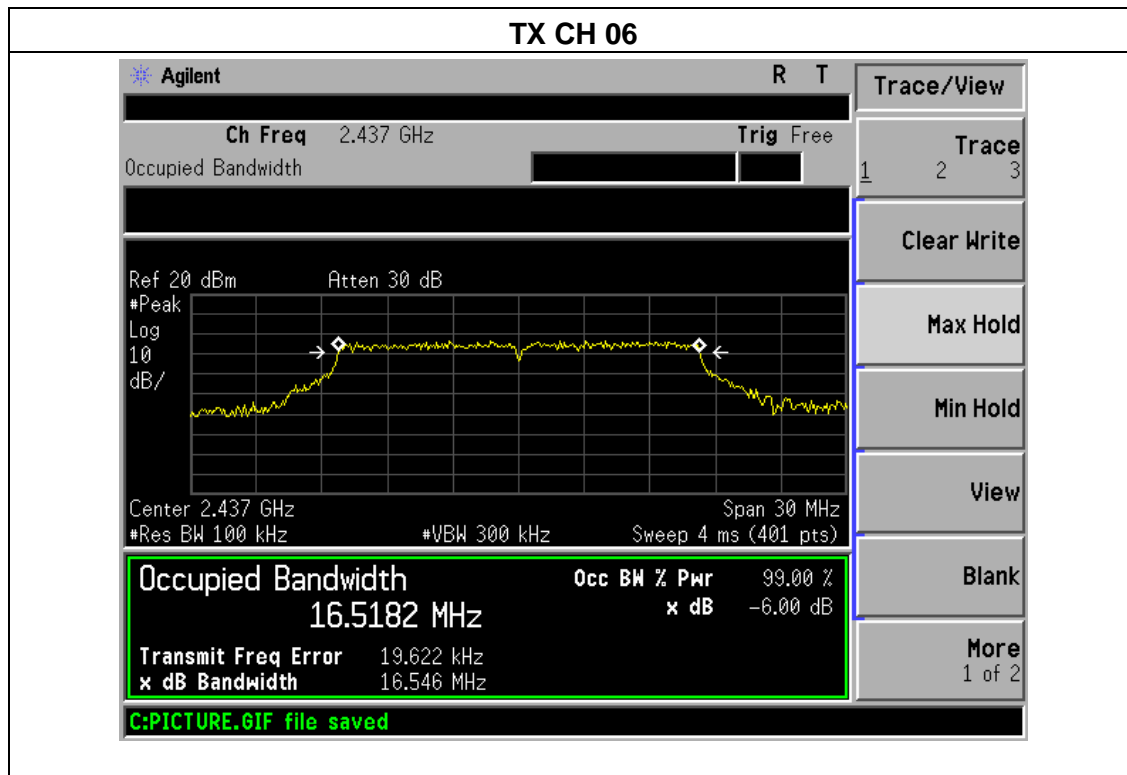 TX CH 06
Agilent R T
Trace/View
Ch Freq 2.437 GHz Trig Free
Occupied Bandwidth
Trace
1 2 3
Clear Write
Max Hold
Min Hold
View
Blank
More
1 of 2
Ref 20 dBm Atten 30 dB
#Peak
Log
10
dB/
Center 2.437 GHz Span 30 MHz
#Res BW 100 kHz #VBW 300 kHz Sweep 4 ms (401 pts)
Occupied Bandwidth Occ BW % Pwr 99.00 %
16.5182 MHz x dB -6.00 dB
Transmit Freq Error 19.622 kHz
x dB Bandwidth 16.546 MHz
C:PICTURE.GIF file saved